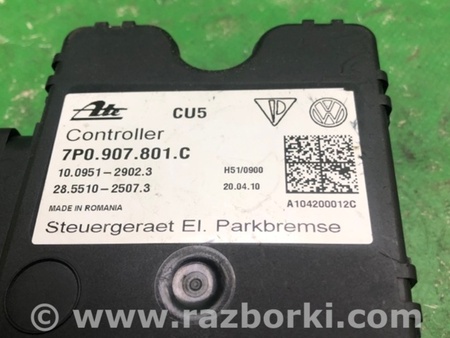 Ate CU5
Controller
7P0.907.801.C
10.0951-2902.3 H51/0900
28.5510-2507.3 20.04.10
MADE IN ROMANIA A104200012C
Steuergeraet El. Parkbremse
www.razborki.com